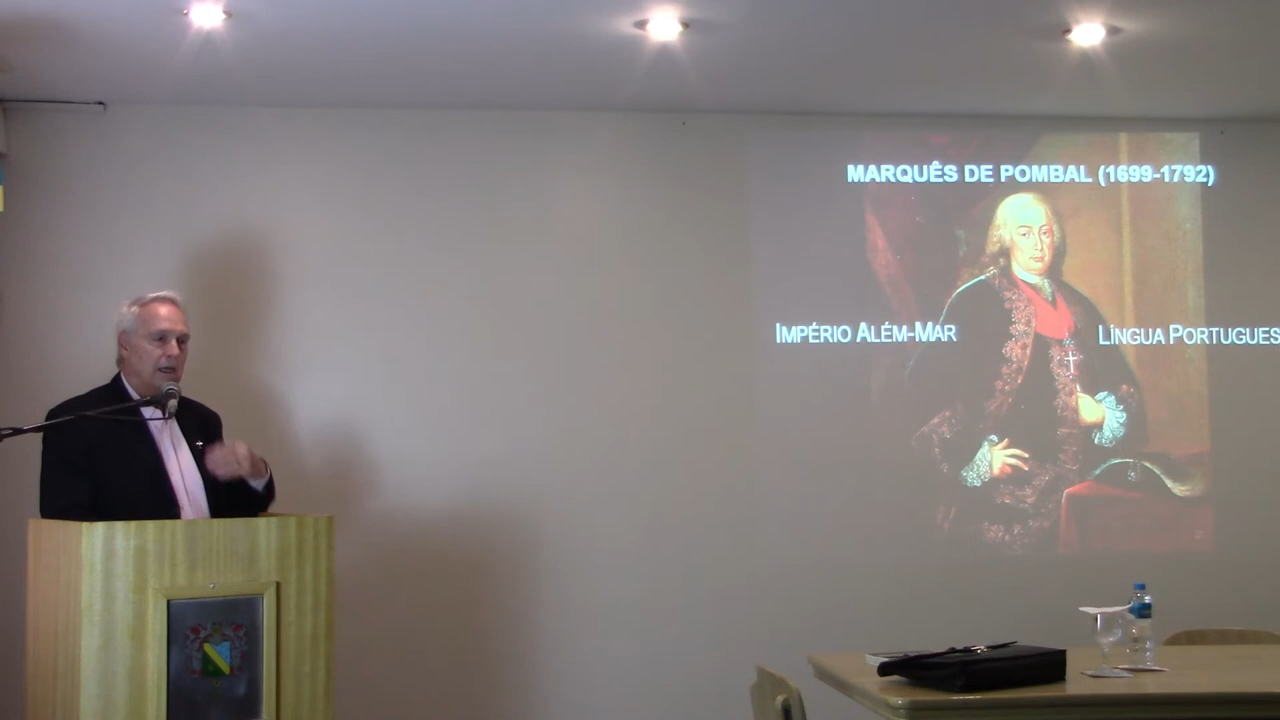 MARQUÊS DE POMBAL (1699-1792)
IMPÉRIO ALÉM-MAR
LÍNGUA PORTUGUES